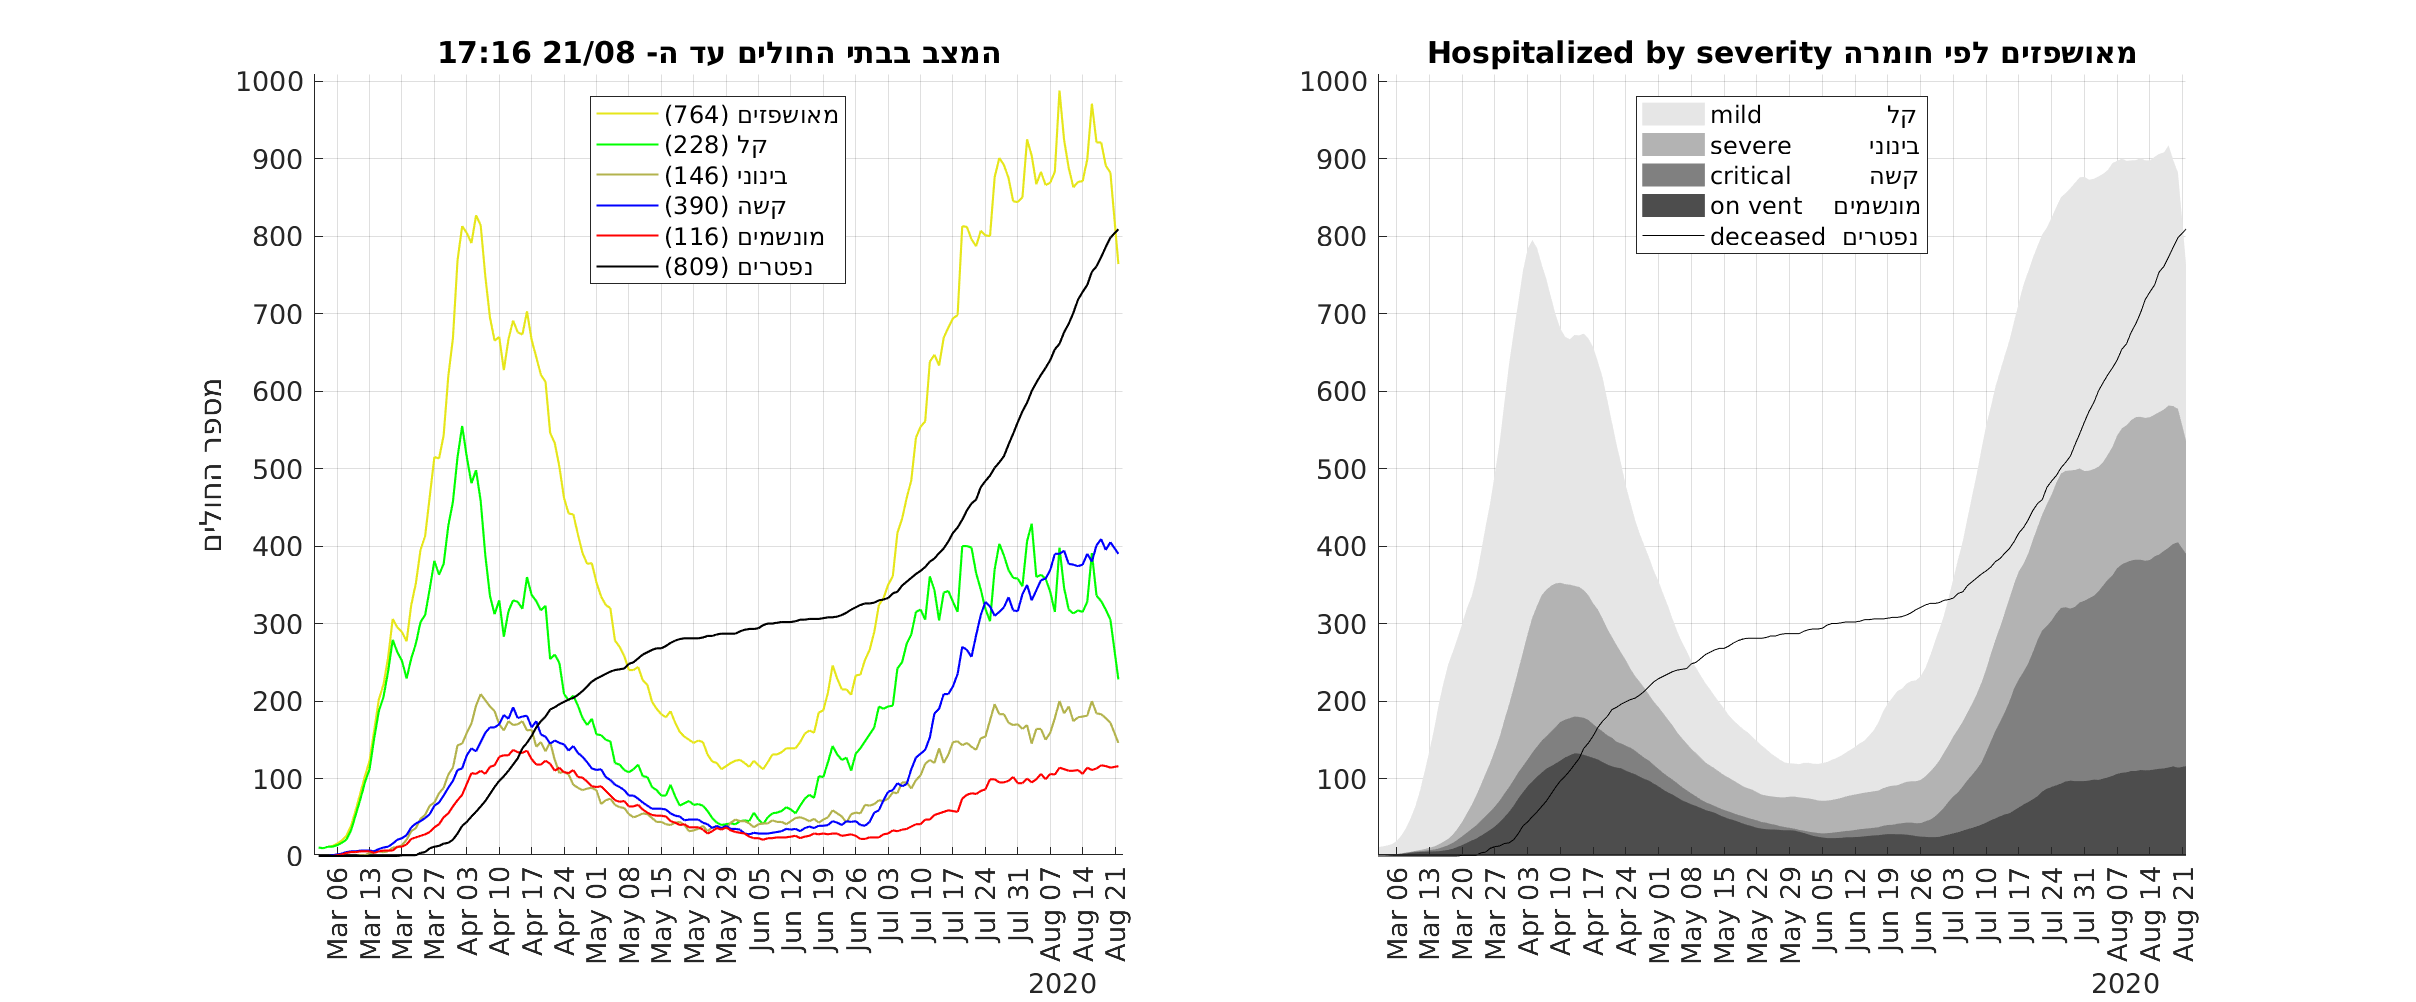 המצב בבתי החולים עד ה- 21/08 17:16
מספר החולים
1000
900
800
700
600
500
400
300
200
100
0
מאושפזים (764)
קל (228)
בינוני (146)
קשה (390)
מונשמים (116)
נפטרים (809)
Mar 06
Mar 13
Mar 20
Mar 27
Apr 03
Apr 10
Apr 17
Apr 24
May 01
May 08
May 15
May 22
May 29
Jun 05
Jun 12
Jun 19
Jun 26
Jul 03
Jul 10
Jul 17
Jul 24
Jul 31
Aug 07
Aug 14
Aug 21
2020
Hospitalized by severity מאושפזים לפי חומרה
1000
900
800
700
600
500
400
300
200
100
mild קל
severe בינוני
critical קשה
on vent מונשמים
deceased נפטרים
Mar 06
Mar 13
Mar 20
Mar 27
Apr 03
Apr 10
Apr 17
Apr 24
May 01
May 08
May 15
May 22
May 29
Jun 05
Jun 12
Jun 19
Jun 26
Jul 03
Jul 10
Jul 17
Jul 24
Jul 31
Aug 07
Aug 14
Aug 21
2020